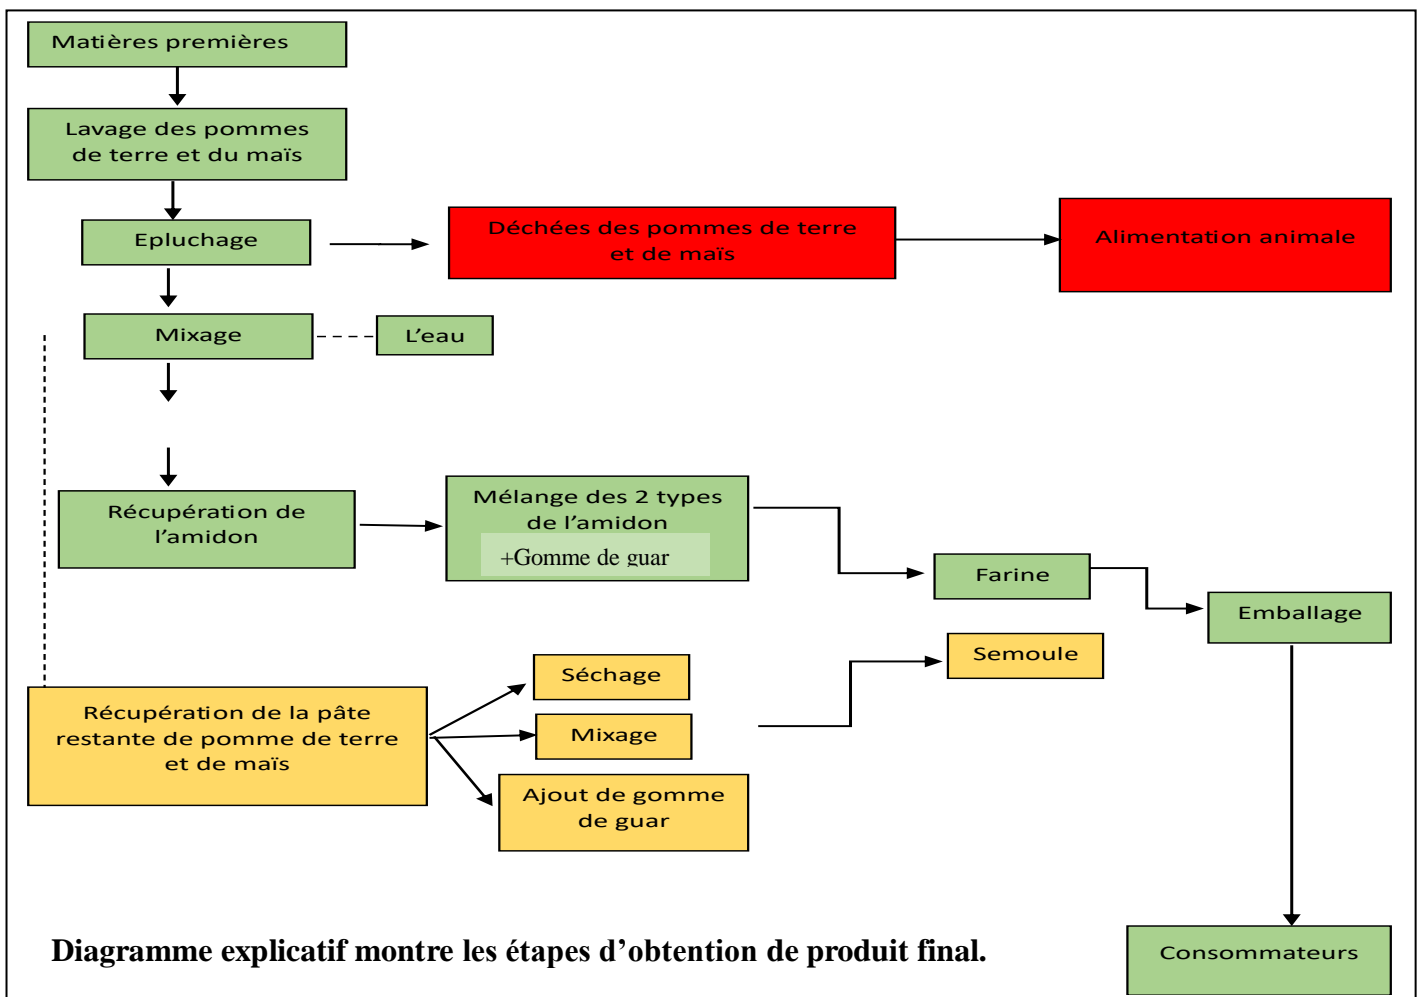 Matières premières
Lavage des pommes
de terre et du maïs
Epluchage
Déchées des pommes de terre
et de maïs
Alimentation animale
Mixage
L’eau
Récupération de
l’amidon
Mélange des 2 types
de l’amidon
+Gomme de guar
Farine
Emballage
Semoule
Séchage
Récupération de la pâte
restante de pomme de terre
et de maïs
Mixage
Ajout de gomme
de guar
Diagramme explicatif montre les étapes d’obtention de produit final.
Consommateurs